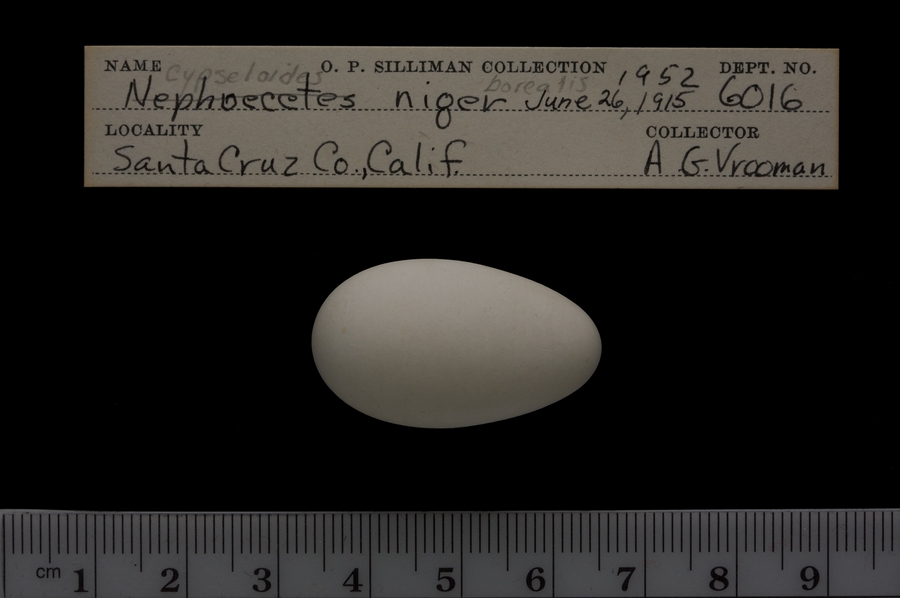 NAME Cypseloides O. P. SILLIMAN COLLECTION 1952 DEPT. NO.
Nephoecetes niger borealis June 26, 1915 6016
LOCALITY COLLECTOR
Santa Cruz Co., Calif. A G. Vrooman
cm 1 2 3 4 5 6 7 8 9